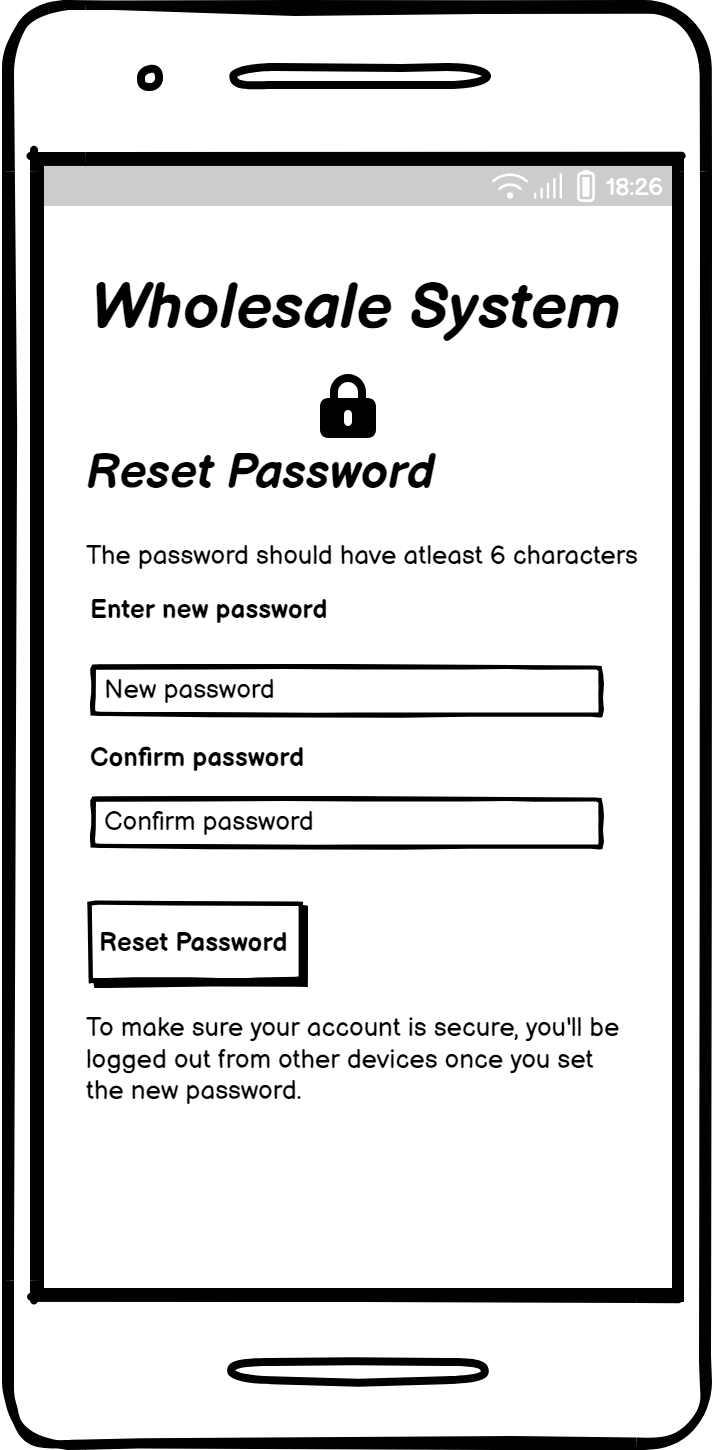 18:26
Wholesale System
Reset Password
The password should have atleast 6 characters
Enter new password
New password
Confirm password
Confirm password
Reset Password
To make sure your account is secure, you'll be
logged out from other devices once you set
the new password.